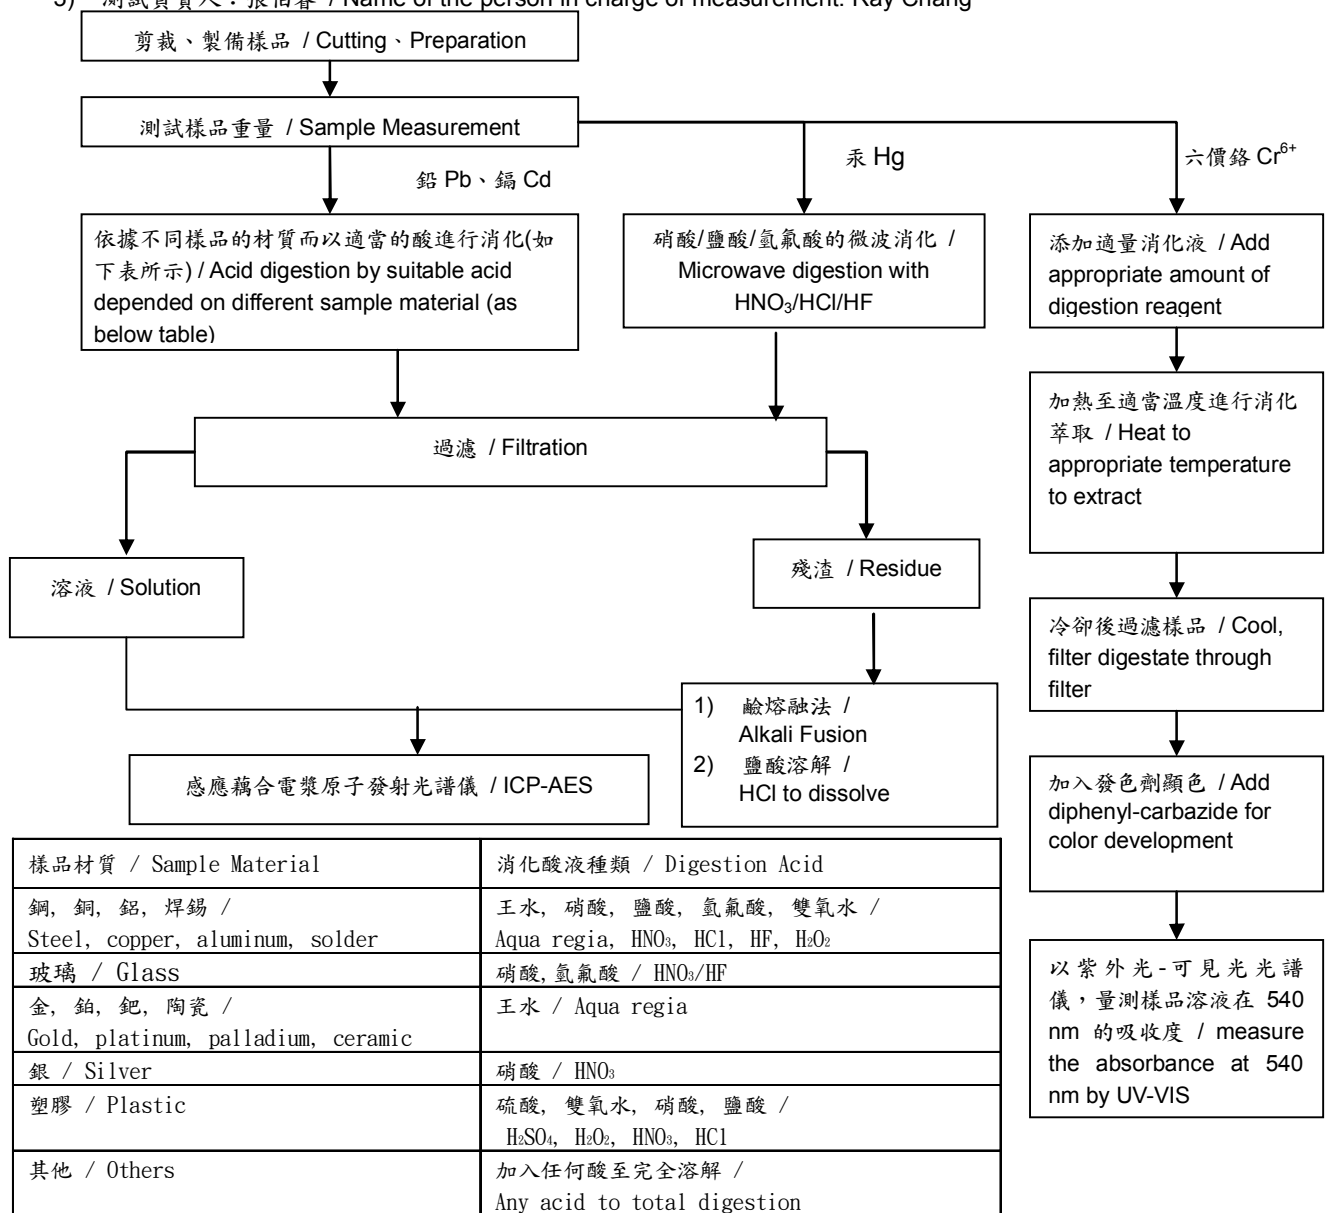 Name of the person in charge of measurement: Ray Chang
剪裁、製備樣品 / Cutting、Preparation
測試樣品重量 / Sample Measurement
鉛 Pb、鎘 Cd
汞 Hg
六價鉻 Cr⁶⁺
依據不同樣品的材質而以適當的酸進行消化(如
下表所示) / Acid digestion by suitable acid
depended on different sample material (as
below table)
硝酸/鹽酸/氫氟酸的微波消化 /
Microwave digestion with
HNO₃/HCl/HF
添加適量消化液 / Add
appropriate amount of
digestion reagent
加熱至適當溫度進行消化
萃取 / Heat to
appropriate temperature
to extract
過濾 / Filtration
溶液 / Solution
殘渣 / Residue
冷卻後過濾樣品 / Cool,
filter digestate through
filter
1) 鹼熔融法 /
Alkali Fusion
2) 鹽酸溶解 /
HCl to dissolve
感應藕合電漿原子發射光譜儀 / ICP-AES
加入發色劑顯色 / Add
diphenyl-carbazide for
color development
以紫外光-可見光光譜
儀，量測樣品溶液在 540
nm 的吸收度 / measure
the absorbance at 540
nm by UV-VIS
樣品材質 / Sample Material
消化酸液種類 / Digestion Acid
鋼, 銅, 鋁, 焊錫 /
Steel, copper, aluminum, solder
王水, 硝酸, 鹽酸, 氫氟酸, 雙氧水 /
Aqua regia, HNO₃, HCl, HF, H₂O₂
玻璃 / Glass
硝酸,氫氟酸 / HNO₃/HF
金, 鉑, 鈀, 陶瓷 /
Gold, platinum, palladium, ceramic
王水 / Aqua regia
銀 / Silver
硝酸 / HNO₃
塑膠 / Plastic
硫酸, 雙氧水, 硝酸, 鹽酸 /
H₂SO₄, H₂O₂, HNO₃, HCl
其他 / Others
加入任何酸至完全溶解 /
Any acid to total digestion